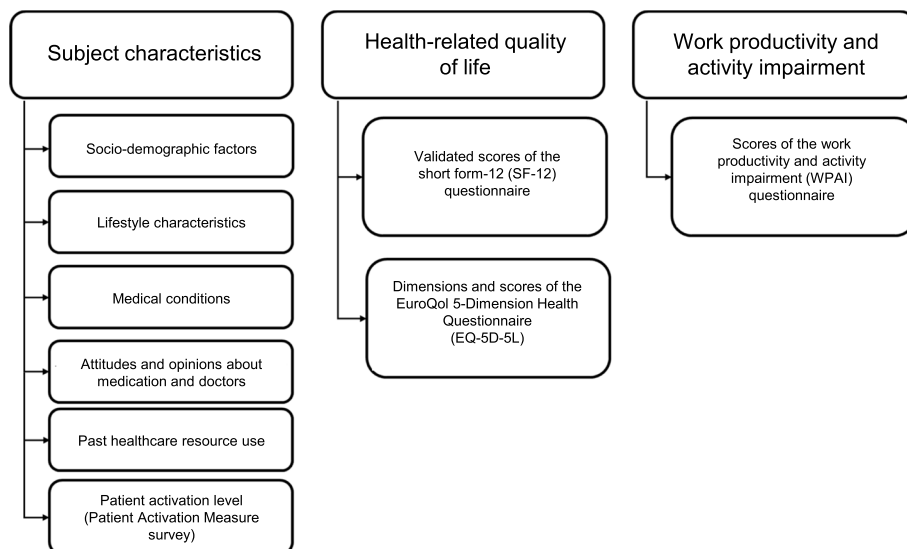 Subject characteristics
Socio-demographic factors
Lifestyle characteristics
Medical conditions
Attitudes and opinions about
medication and doctors
Past healthcare resource use
Patient activation level
(Patient Activation Measure
survey)
Health-related quality
of life
Validated scores of the
short form-12 (SF-12)
questionnaire
Dimensions and scores of the
EuroQol 5-Dimension Health
Questionnaire
(EQ-5D-5L)
Work productivity and
activity impairment
Scores of the work
productivity and activity
impairment (WPAI)
questionnaire